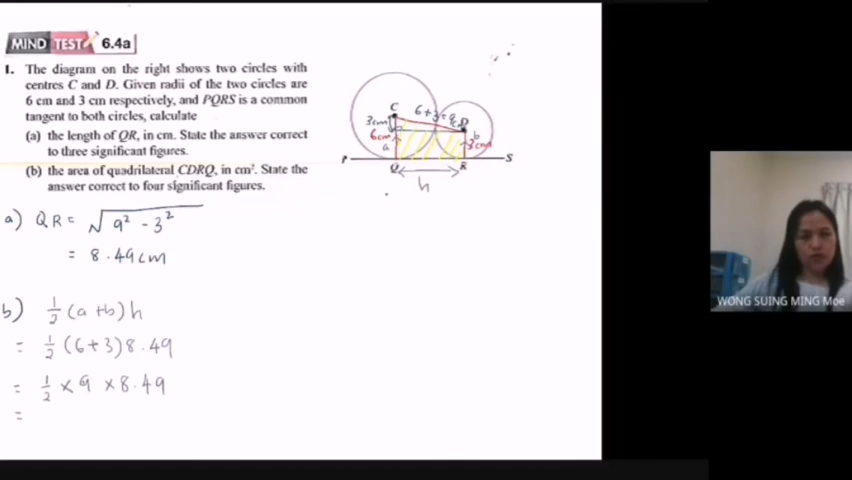 MIND TEST 6.4a
1. The diagram on the right shows two circles with
centres C and D. Given radii of the two circles are
6 cm and 3 cm respectively, and PQRS is a common
tangent to both circles, calculate
(a) the length of QR, in cm. State the answer correct
to three significant figures.
(b) the area of quadrilateral CDRQ, in cm². State the
answer correct to four significant figures.
C
6+3=9
D
3cm
6cm
a
b
3cm
P
Q
R
S
h
a) QR = √9² - 3²
= 8.49cm
b) ½ (a+b) h
= ½ (6+3) 8.49
= ½ × 9 × 8.49
=
WONG SUING MING Moe